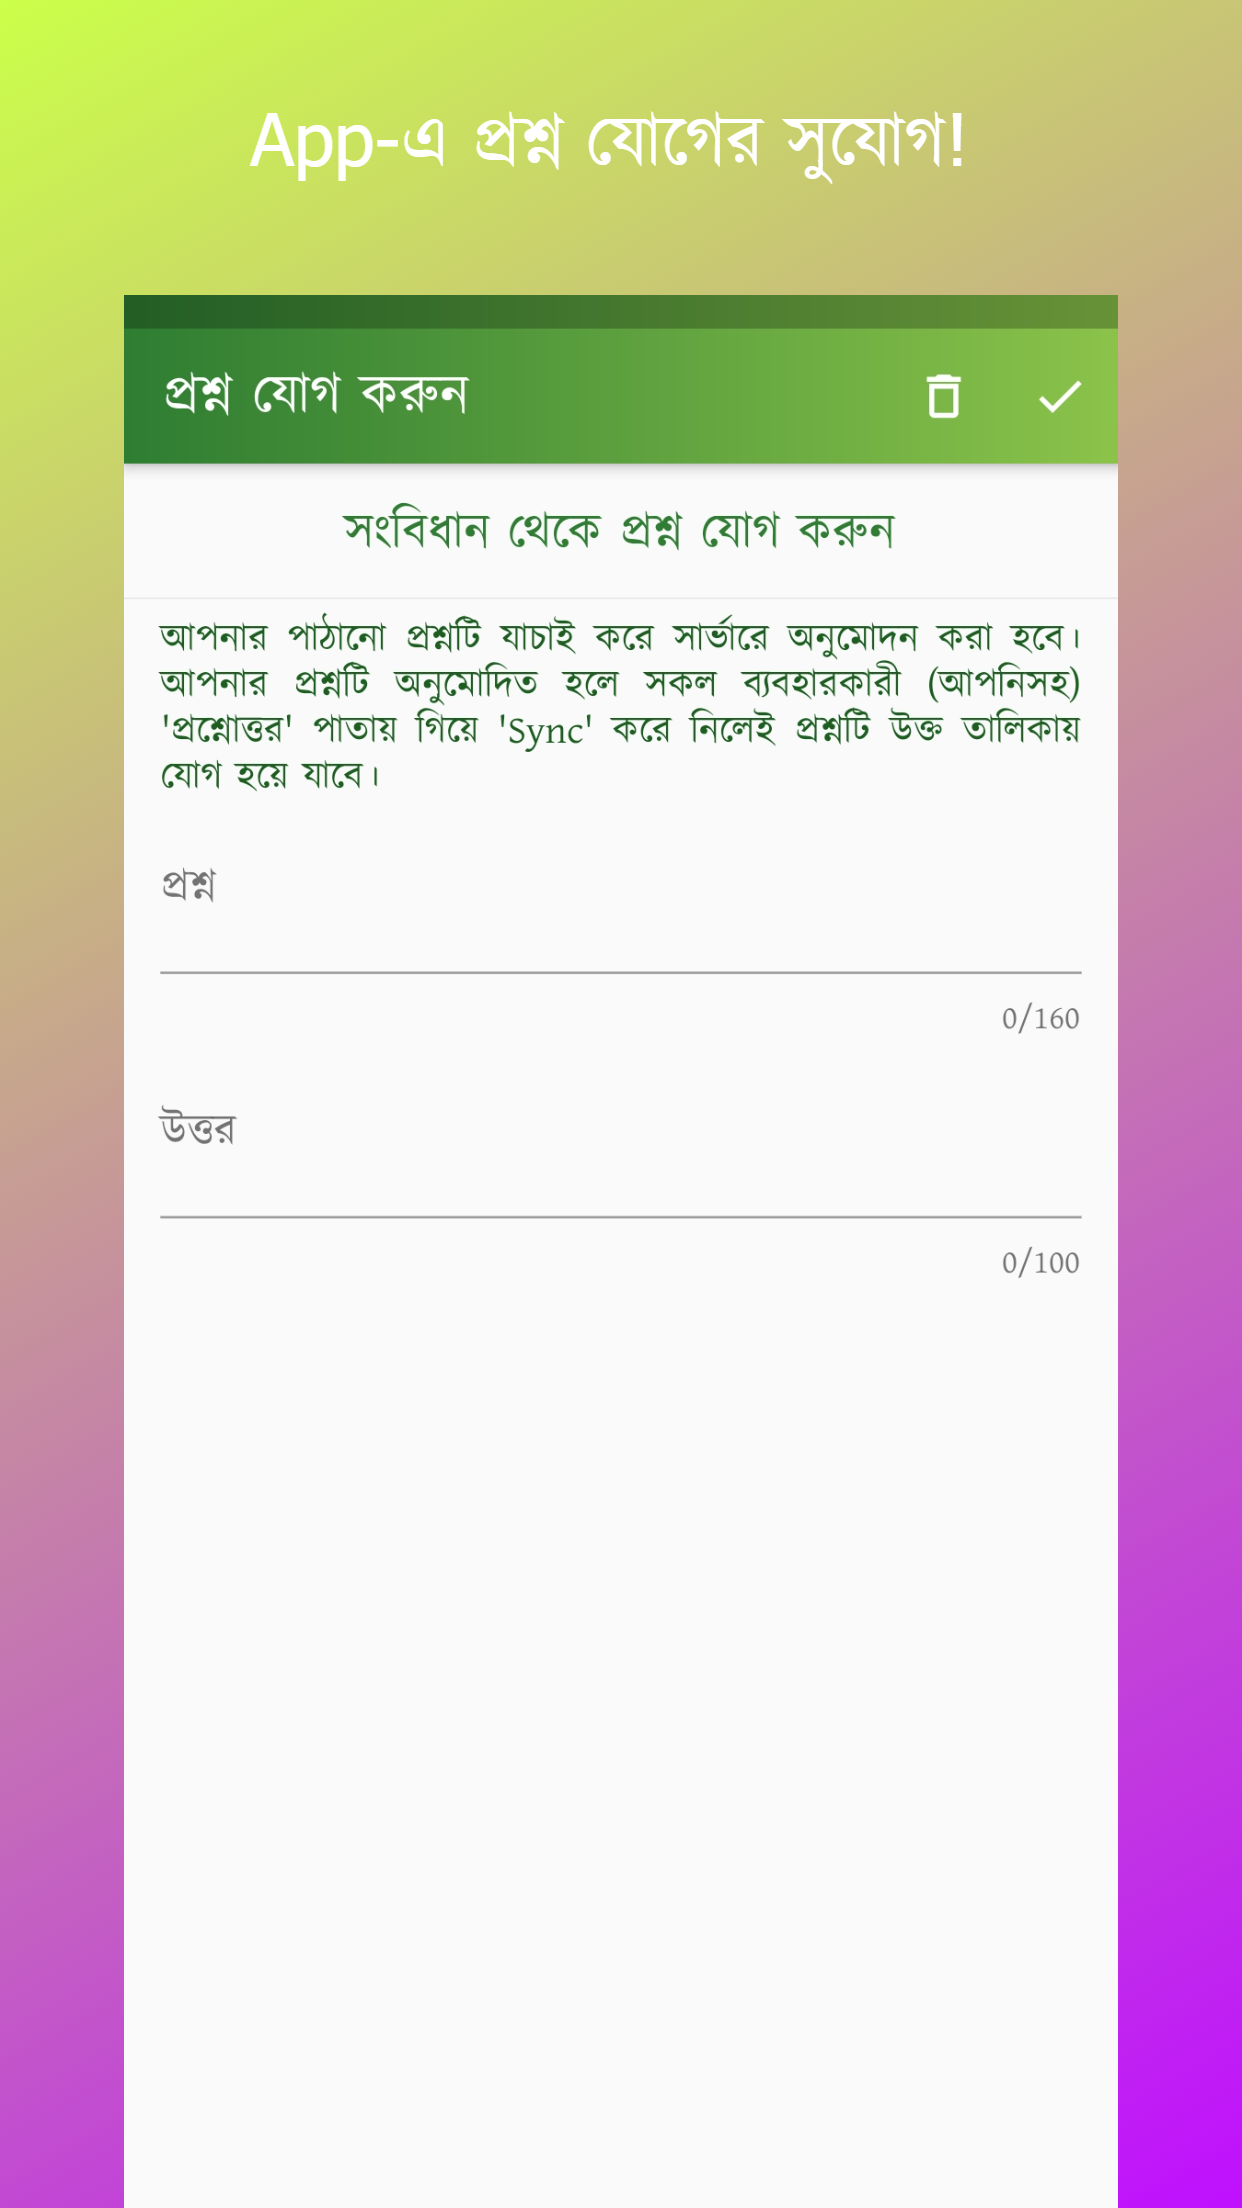 App-এ প্রশ্ন যোগের সুযোগ!
প্রশ্ন যোগ করুন
সংবিধান থেকে প্রশ্ন যোগ করুন
আপনার পাঠানো প্রশ্নটি যাচাই করে সার্ভারে অনুমোদন করা হবে।
আপনার প্রশ্নটি অনুমোদিত হলে সকল ব্যবহারকারী (আপনিসহ)
'প্রশ্নোত্তর' পাতায় গিয়ে 'Sync' করে নিলেই প্রশ্নটি উক্ত তালিকায়
যোগ হয়ে যাবে।
প্রশ্ন
0/160
উত্তর
0/100